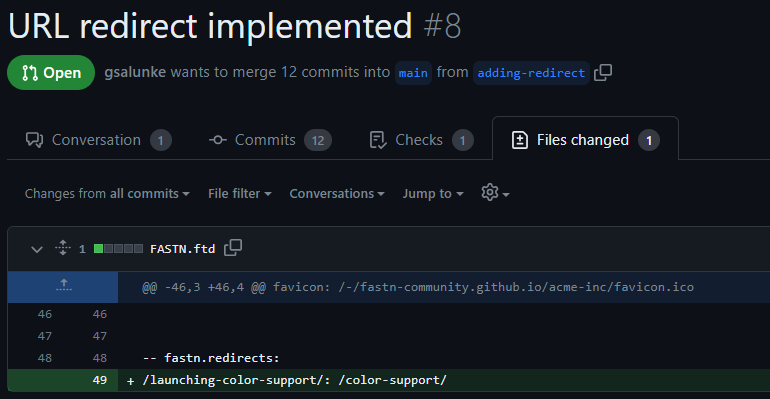 URL redirect implemented #8
Open gsalunke wants to merge 12 commits into main from adding-redirect
Conversation 1 Commits 12 Checks 1 Files changed 1
Changes from all commits File filter Conversations Jump to
1 FASTN.ftd
@@ -46,3 +46,4 @@ favicon: /-/fastn-community.github.io/acme-inc/favicon.ico
46 46
47 47
48 48 -- fastn.redirects:
49 + /launching-color-support/: /color-support/